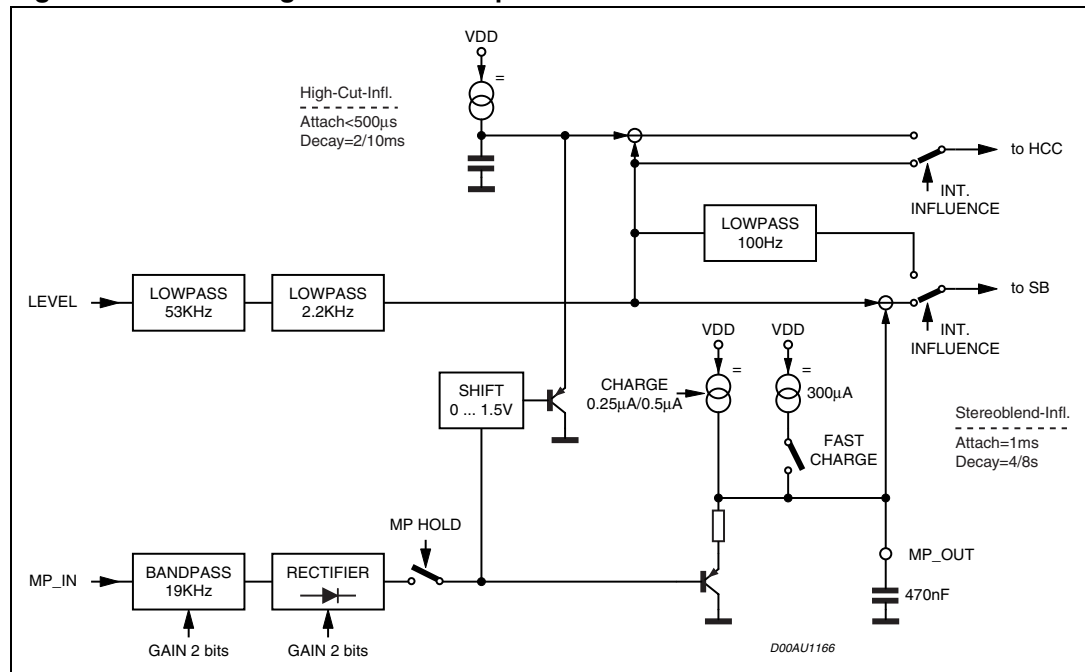 VDD
=
High-Cut-Infl.
Attach<500µs
Decay=2/10ms
to HCC
INT.
INFLUENCE
LOWPASS
100Hz
LEVEL
LOWPASS
53KHz
LOWPASS
2.2KHz
to SB
INT.
INFLUENCE
VDD
VDD
=
=
CHARGE
0.25µA/0.5µA
300µA
SHIFT
0 ... 1.5V
FAST
CHARGE
Stereoblend-Infl.
Attach=1ms
Decay=4/8s
MP HOLD
MP_IN
BANDPASS
19KHz
RECTIFIER
MP_OUT
470nF
GAIN 2 bits
GAIN 2 bits
D00AU1166